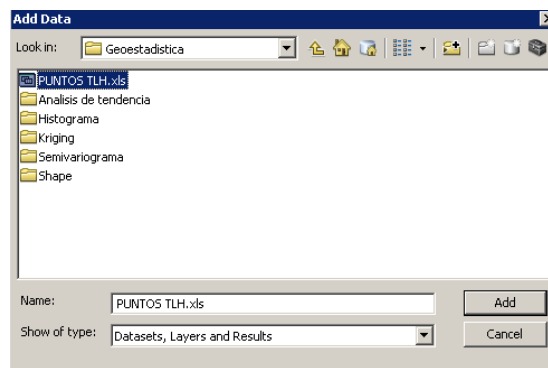 Add Data
Look in: Geoestadistica
PUNTOS TLH.xls
Analisis de tendencia
Histograma
Kriging
Semivariograma
Shape
Name: PUNTOS TLH.xls Add
Show of type: Datasets, Layers and Results Cancel